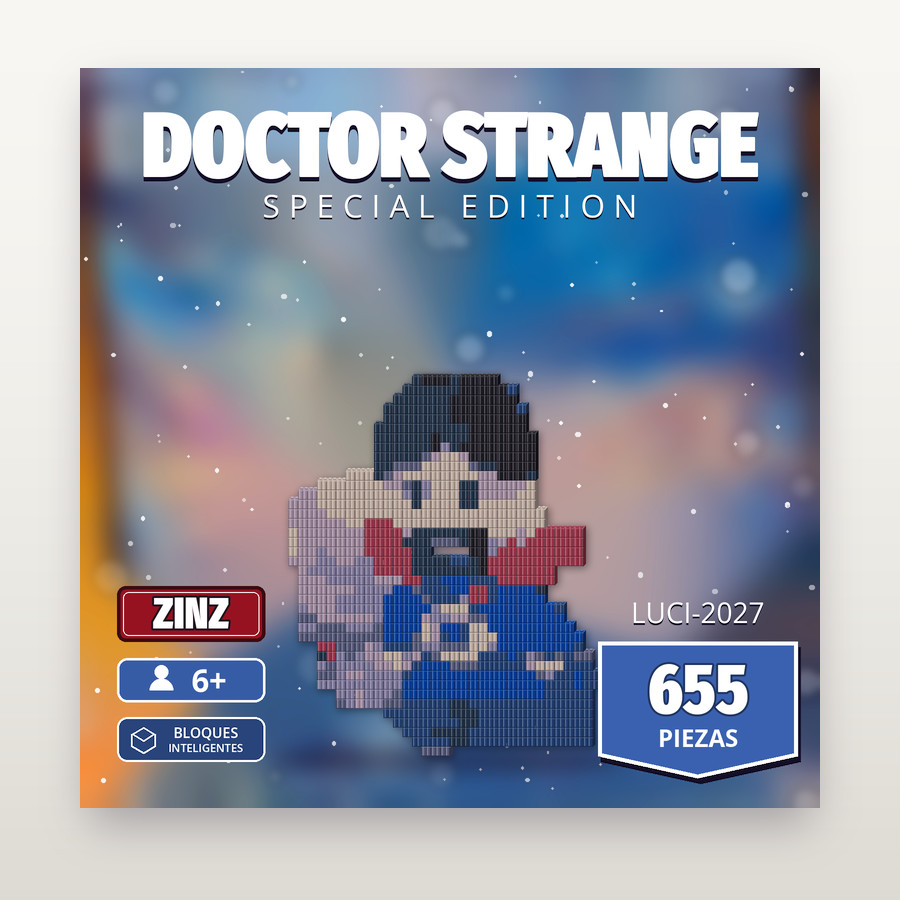 DOCTOR STRANGE
SPECIAL EDITION
ZINZ
6+
BLOQUES
INTELIGENTES
LUCI-2027
655
PIEZAS